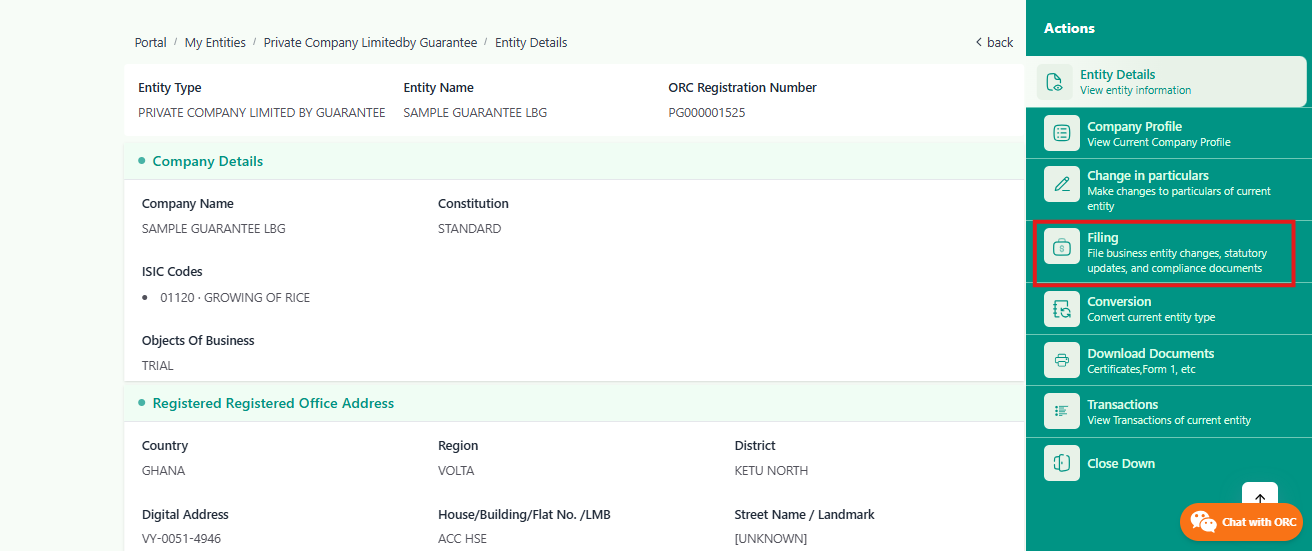 Portal / My Entities / Private Company Limitedby Guarantee / Entity Details
back
Entity Type
Entity Name
ORC Registration Number
PRIVATE COMPANY LIMITED BY GUARANTEE
SAMPLE GUARANTEE LBG
PG000001525
Company Details
Company Name
Constitution
SAMPLE GUARANTEE LBG
STANDARD
ISIC Codes
• 01120 · GROWING OF RICE
Objects Of Business
TRIAL
Registered Registered Office Address
Country
Region
District
GHANA
VOLTA
KETU NORTH
Digital Address
House/Building/Flat No. /LMB
Street Name / Landmark
VY-0051-4946
ACC HSE
[UNKNOWN]
Actions
Entity Details
View entity information
Company Profile
View Current Company Profile
Change in particulars
Make changes to particulars of current
entity
Filing
File business entity changes, statutory
updates, and compliance documents
Conversion
Convert current entity type
Download Documents
Certificates,Form 1, etc
Transactions
View Transactions of current entity
Close Down
Chat with ORC